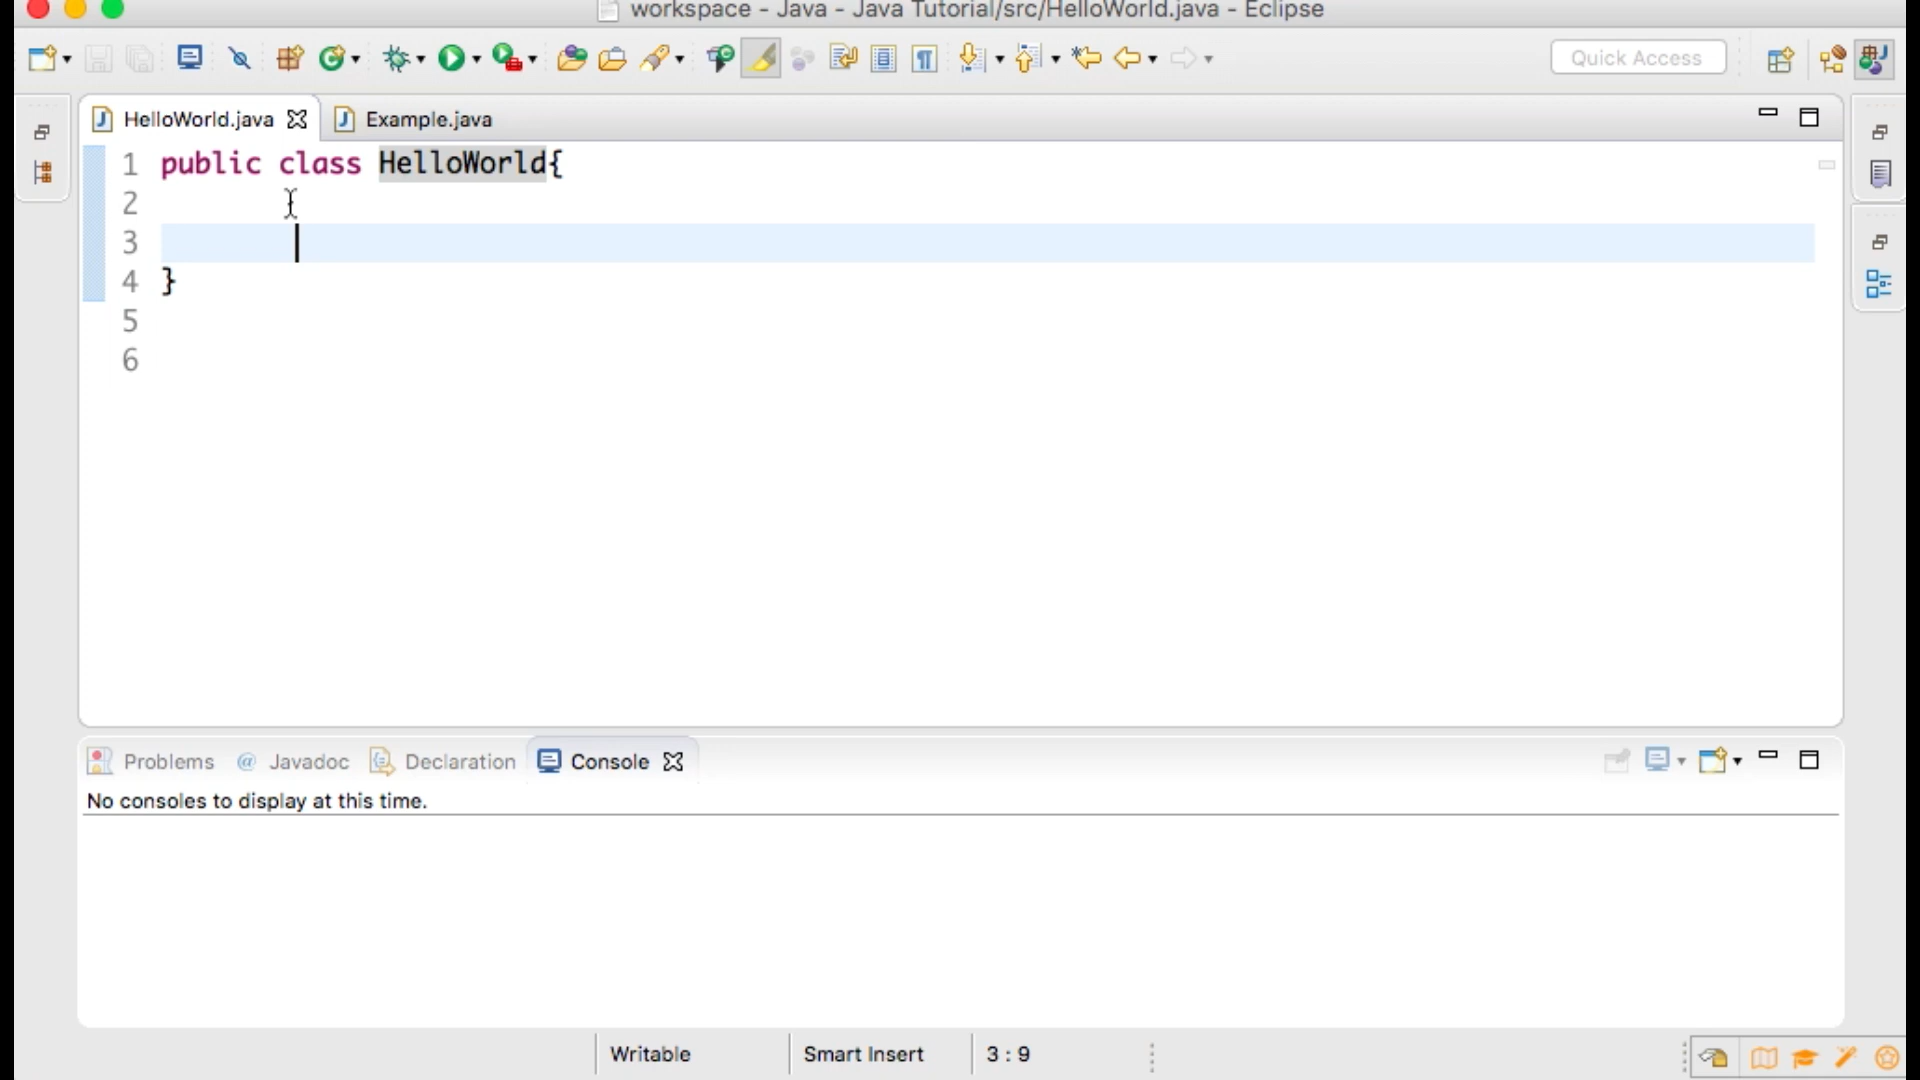 workspace - Java - Java Tutorial/src/HelloWorld.java - Eclipse
Quick Access
HelloWorld.java Example.java
1 public class HelloWorld{
2
3
4 }
5
6
Problems @ Javadoc Declaration Console
No consoles to display at this time.
Writable Smart Insert 3 : 9